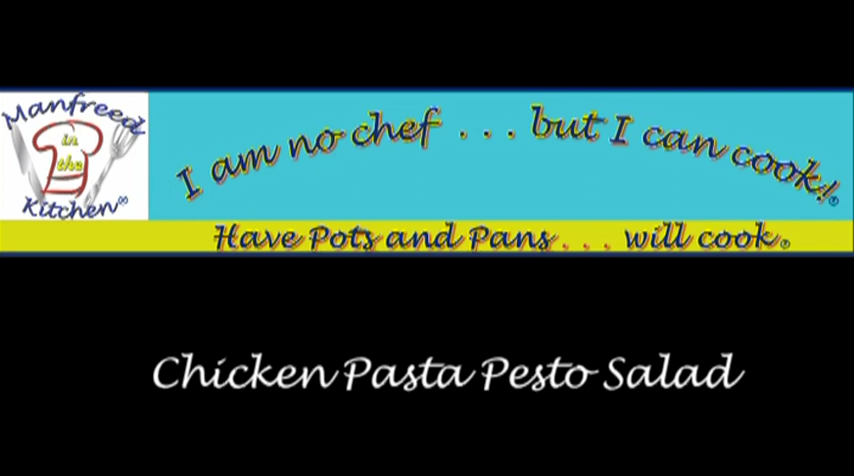 Manfreed
in
the
Kitchen
I am no chef . . . but I can cook!®
Have Pots and Pans . . . will cook.®
Chicken Pasta Pesto Salad